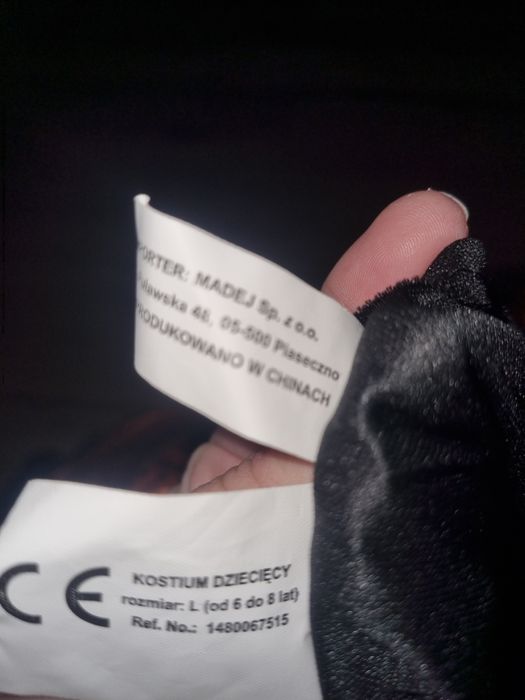 PORTER: MADEJ Sp. z o.o.
Puławska 48, 05-500 Piaseczno
PRODUKOWANO W CHINACH
CE
KOSTIUM DZIECIĘCY
rozmiar: L (od 6 do 8 lat)
Ref. No.: 1480067515